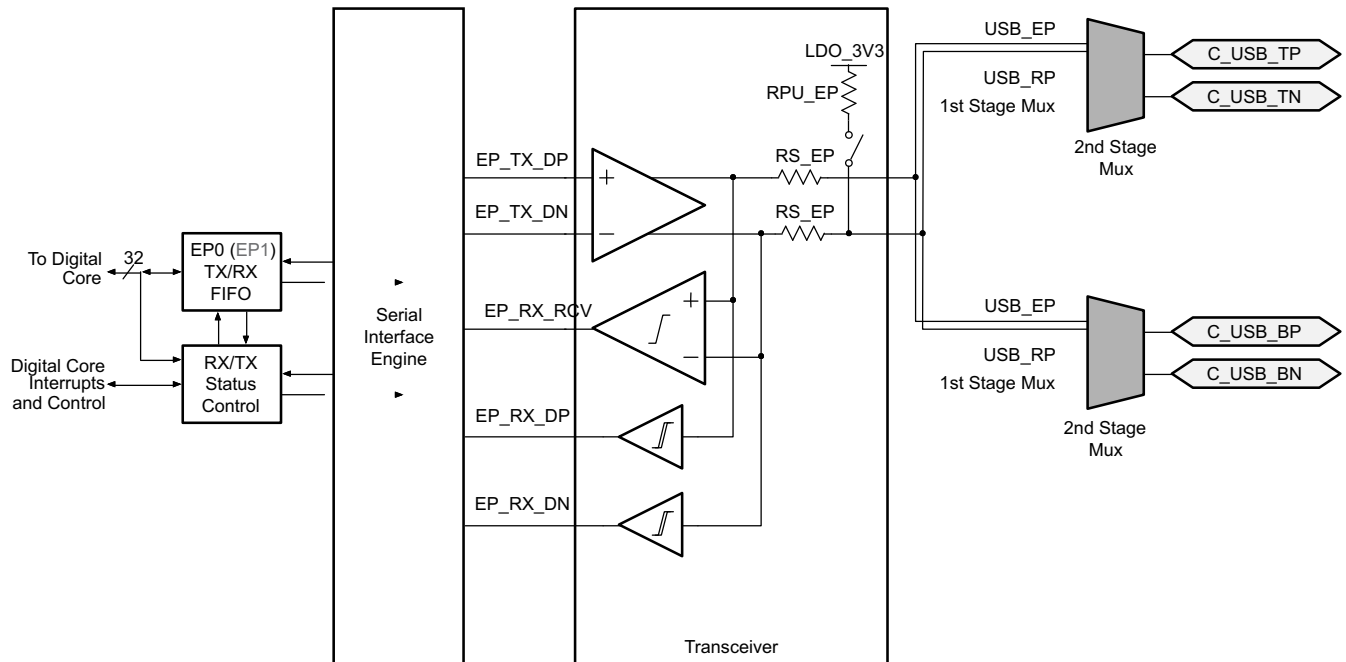 To Digital
Core
32
EP0 (EP1)
TX/RX
FIFO
Digital Core
Interrupts
and Control
RX/TX
Status
Control
Serial
Interface
Engine
EP_TX_DP
EP_TX_DN
EP_RX_RCV
EP_RX_DP
EP_RX_DN
+
−
+
−
LDO_3V3
RPU_EP
RS_EP
RS_EP
Transceiver
USB_EP
USB_RP
1st Stage Mux
2nd Stage
Mux
C_USB_TP
C_USB_TN
USB_EP
USB_RP
1st Stage Mux
2nd Stage
Mux
C_USB_BP
C_USB_BN